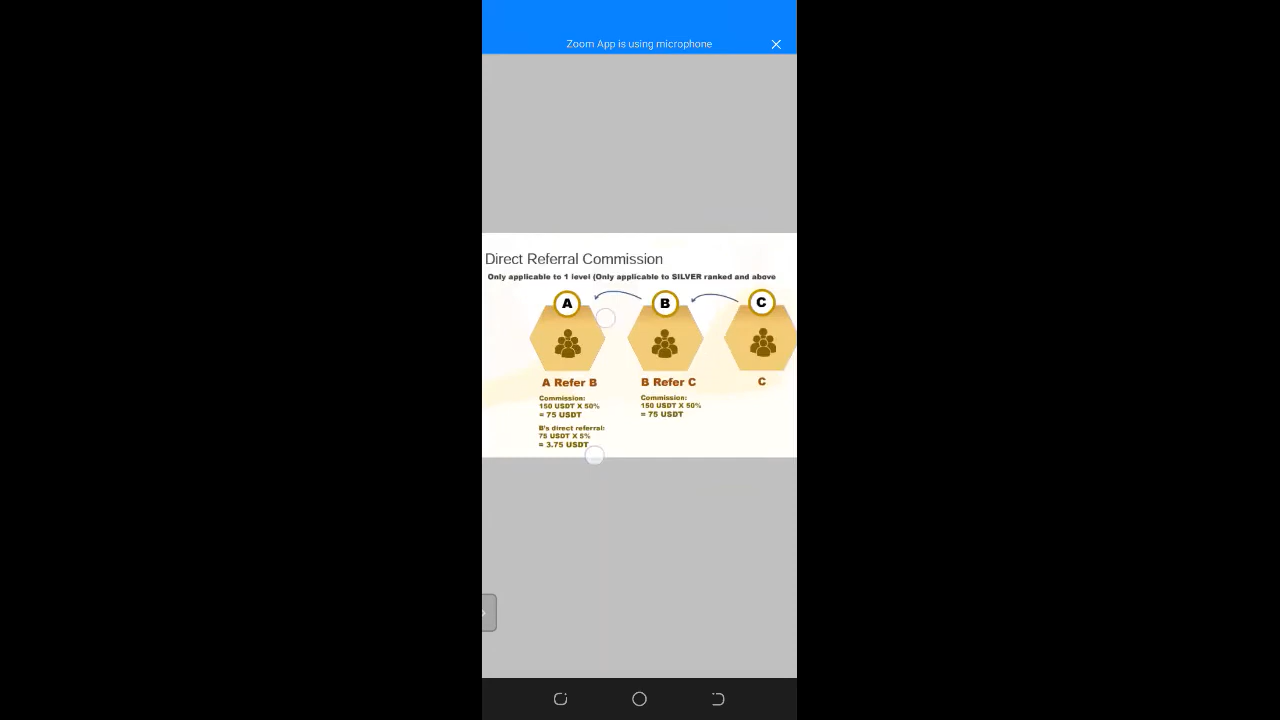 Zoom App is using microphone
Direct Referral Commission
Only applicable to 1 level (Only applicable to SILVER ranked and above
A
B
C
A Refer B
B Refer C
C
Commission:
150 USDT X 50%
= 75 USDT
Commission:
150 USDT X 50%
= 75 USDT
B's direct referral:
75 USDT X 5%
= 3.75 USDT